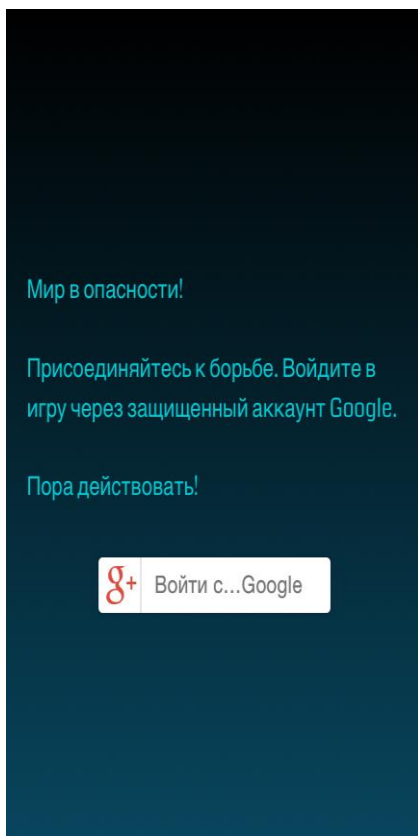 Мир в опасности!
Присоединяйтесь к борьбе. Войдите в
игру через защищенный аккаунт Google.
Пора действовать!
g+ Войти с...Google